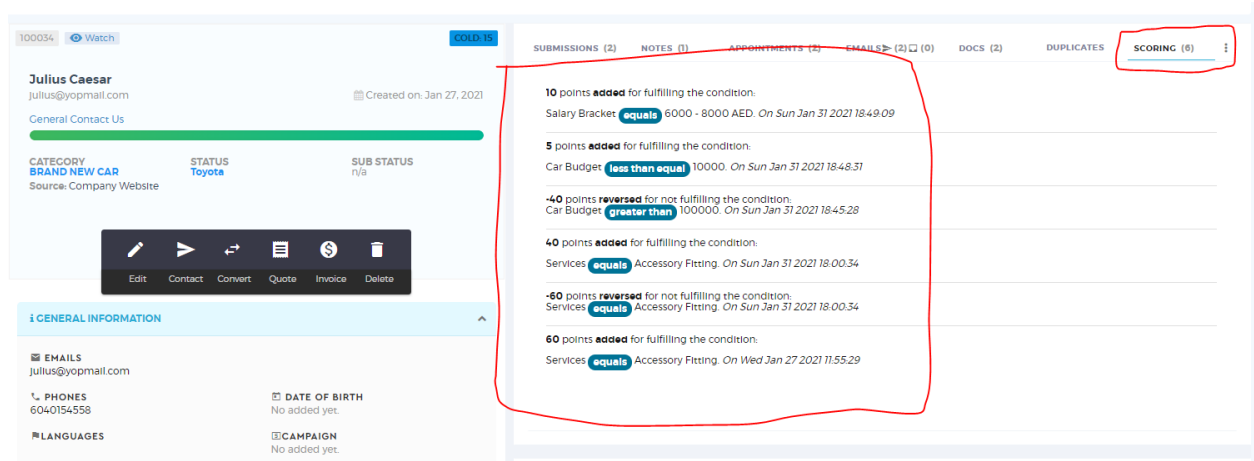 100034 Watch COLD: 15
Julius Caesar
julius@yopmail.com Created on: Jan 27, 2021
General Contact Us
CATEGORY STATUS SUB STATUS
BRAND NEW CAR Toyota n/a
Source: Company Website
Edit Contact Convert Quote Invoice Delete
i GENERAL INFORMATION
EMAILS
julius@yopmail.com
PHONES DATE OF BIRTH
6040154558 No added yet.
LANGUAGES CAMPAIGN
No added yet.
SUBMISSIONS (2) NOTES (1) APPOINTMENTS (2) EMAILS (2) (0) DOCS (2) DUPLICATES SCORING (6)
10 points added for fulfilling the condition:
Salary Bracket equals 6000 - 8000 AED. On Sun Jan 31 2021 18:49:09
5 points added for fulfilling the condition:
Car Budget less than equal 10000. On Sun Jan 31 2021 18:48:31
-40 points reversed for not fulfilling the condition:
Car Budget greater than 100000. On Sun Jan 31 2021 18:45:28
40 points added for fulfilling the condition:
Services equals Accessory Fitting. On Sun Jan 31 2021 18:00:34
-60 points reversed for not fulfilling the condition:
Services equals Accessory Fitting. On Sun Jan 31 2021 18:00:34
60 points added for fulfilling the condition:
Services equals Accessory Fitting. On Wed Jan 27 2021 11:55:29